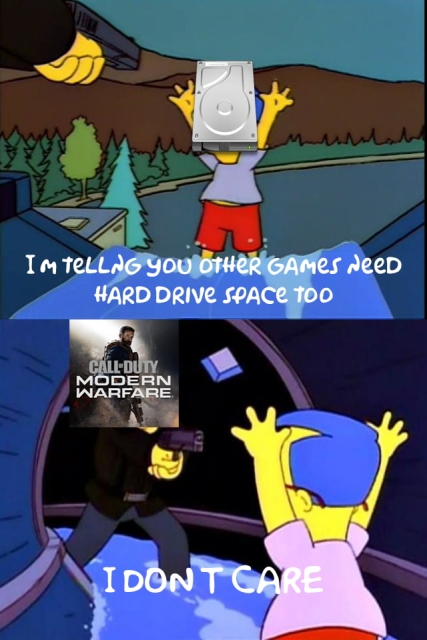 I M TELLNG YOU OTHER GAMES NEED
HARD DRIVE SPACE TOO
CALL OF DUTY
MODERN
WARFARE
I DON T CARE